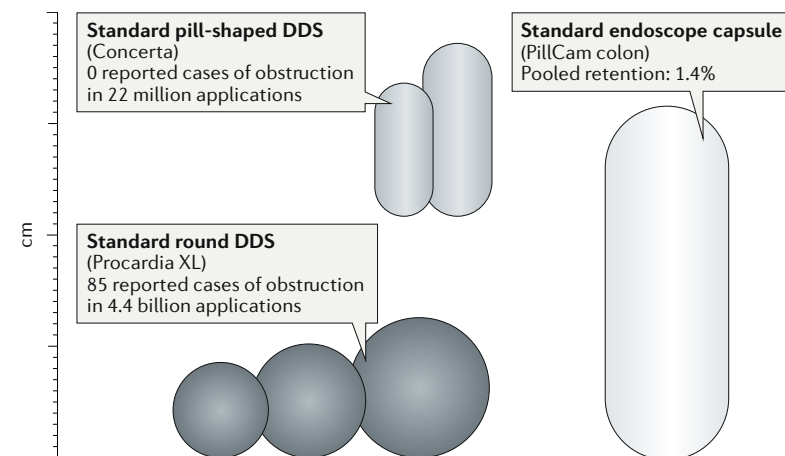 Standard pill-shaped DDS
(Concerta)
0 reported cases of obstruction
in 22 million applications
Standard endoscope capsule
(PillCam colon)
Pooled retention: 1.4%
cm
Standard round DDS
(Procardia XL)
85 reported cases of obstruction
in 4.4 billion applications